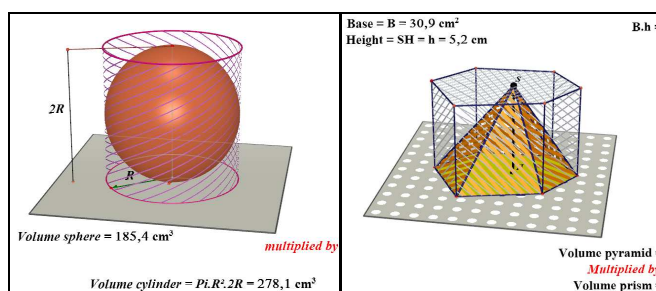 2R
R
Volume sphere = 185,4 cm³
multiplied by
Volume cylinder = Pi.R².2R = 278,1 cm³
Base = B = 30,9 cm²
Height = SH = h = 5,2 cm
B.h =
S
Volume pyramid =
Multiplied by
Volume prism =